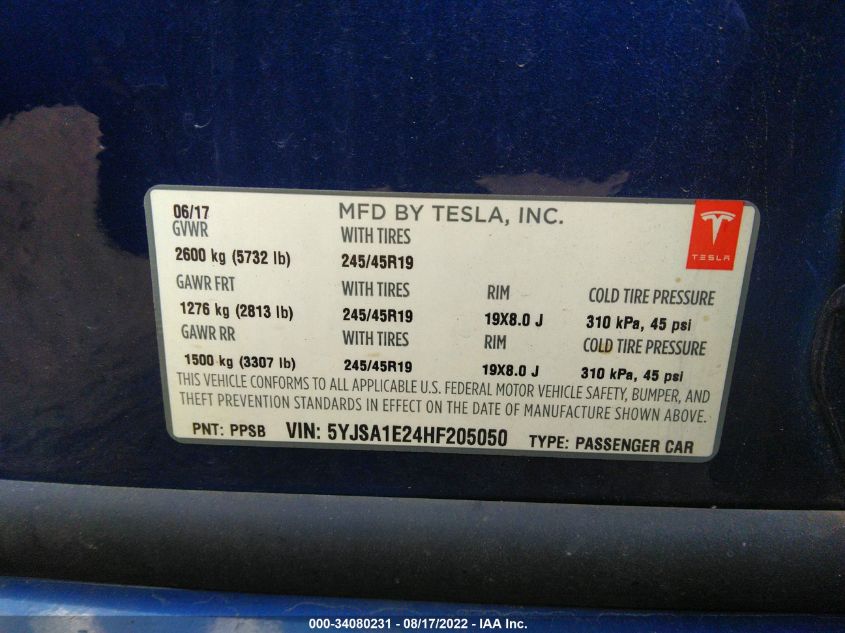 06/17 MFD BY TESLA, INC.
GVWR WITH TIRES
2600 kg (5732 lb) 245/45R19
TESLA
GAWR FRT WITH TIRES RIM COLD TIRE PRESSURE
1276 kg (2813 lb) 245/45R19 19X8.0 J 310 kPa, 45 psi
GAWR RR WITH TIRES RIM COLD TIRE PRESSURE
1500 kg (3307 lb) 245/45R19 19X8.0 J 310 kPa, 45 psi
THIS VEHICLE CONFORMS TO ALL APPLICABLE U.S. FEDERAL MOTOR VEHICLE SAFETY, BUMPER, AND
THEFT PREVENTION STANDARDS IN EFFECT ON THE DATE OF MANUFACTURE SHOWN ABOVE.
PNT: PPSB VIN: 5YJSA1E24HF205050 TYPE: PASSENGER CAR
000-34080231 - 08/17/2022 - IAA Inc.